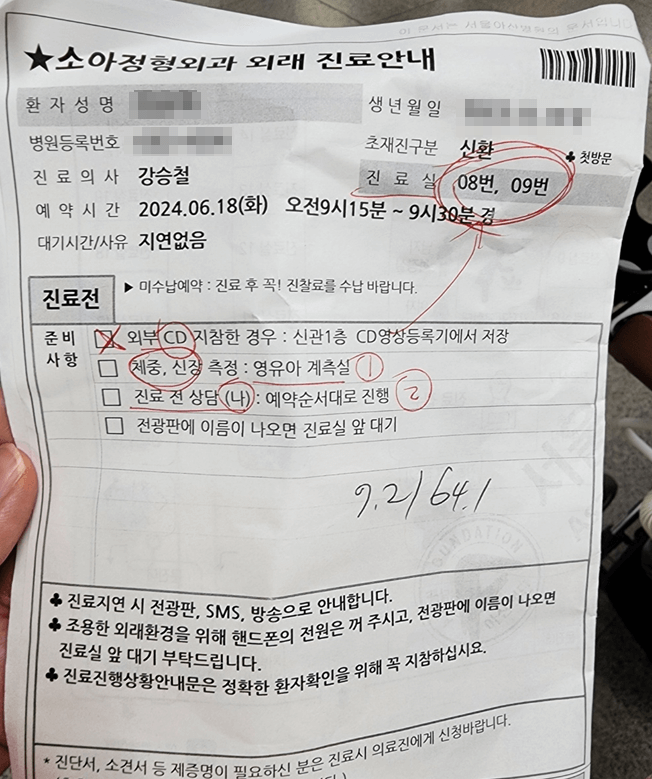 ★소아정형외과 외래 진료안내
환자성명
생년월일
병원등록번호
초재진구분 신환 ♣ 첫방문
진료의사 강승철
진료실 08번, 09번
예약시간 2024.06.18(화) 오전9시15분 ~ 9시30분 경
대기시간/사유 지연없음
진료전 ▶ 미수납예약 : 진료 후 꼭! 진찰료를 수납 바랍니다.
준비사항
☐ 외부 CD 지참한 경우 : 신관1층 CD영상등록기에서 저장
☐ 체중, 신장 측정 : 영유아 계측실 ①
☐ 진료 전 상담 (나) : 예약순서대로 진행 ②
☐ 전광판에 이름이 나오면 진료실 앞 대기
9.2/64.1
♣ 진료지연 시 전광판, SMS, 방송으로 안내합니다.
♣ 조용한 외래환경을 위해 핸드폰의 전원은 꺼 주시고, 전광판에 이름이 나오면
진료실 앞 대기 부탁드립니다.
♣ 진료진행상황안내문은 정확한 환자확인을 위해 꼭 지참하십시요.
* 진단서, 소견서 등 제증명이 필요하신 분은 진료시 의료진에게 신청바랍니다.